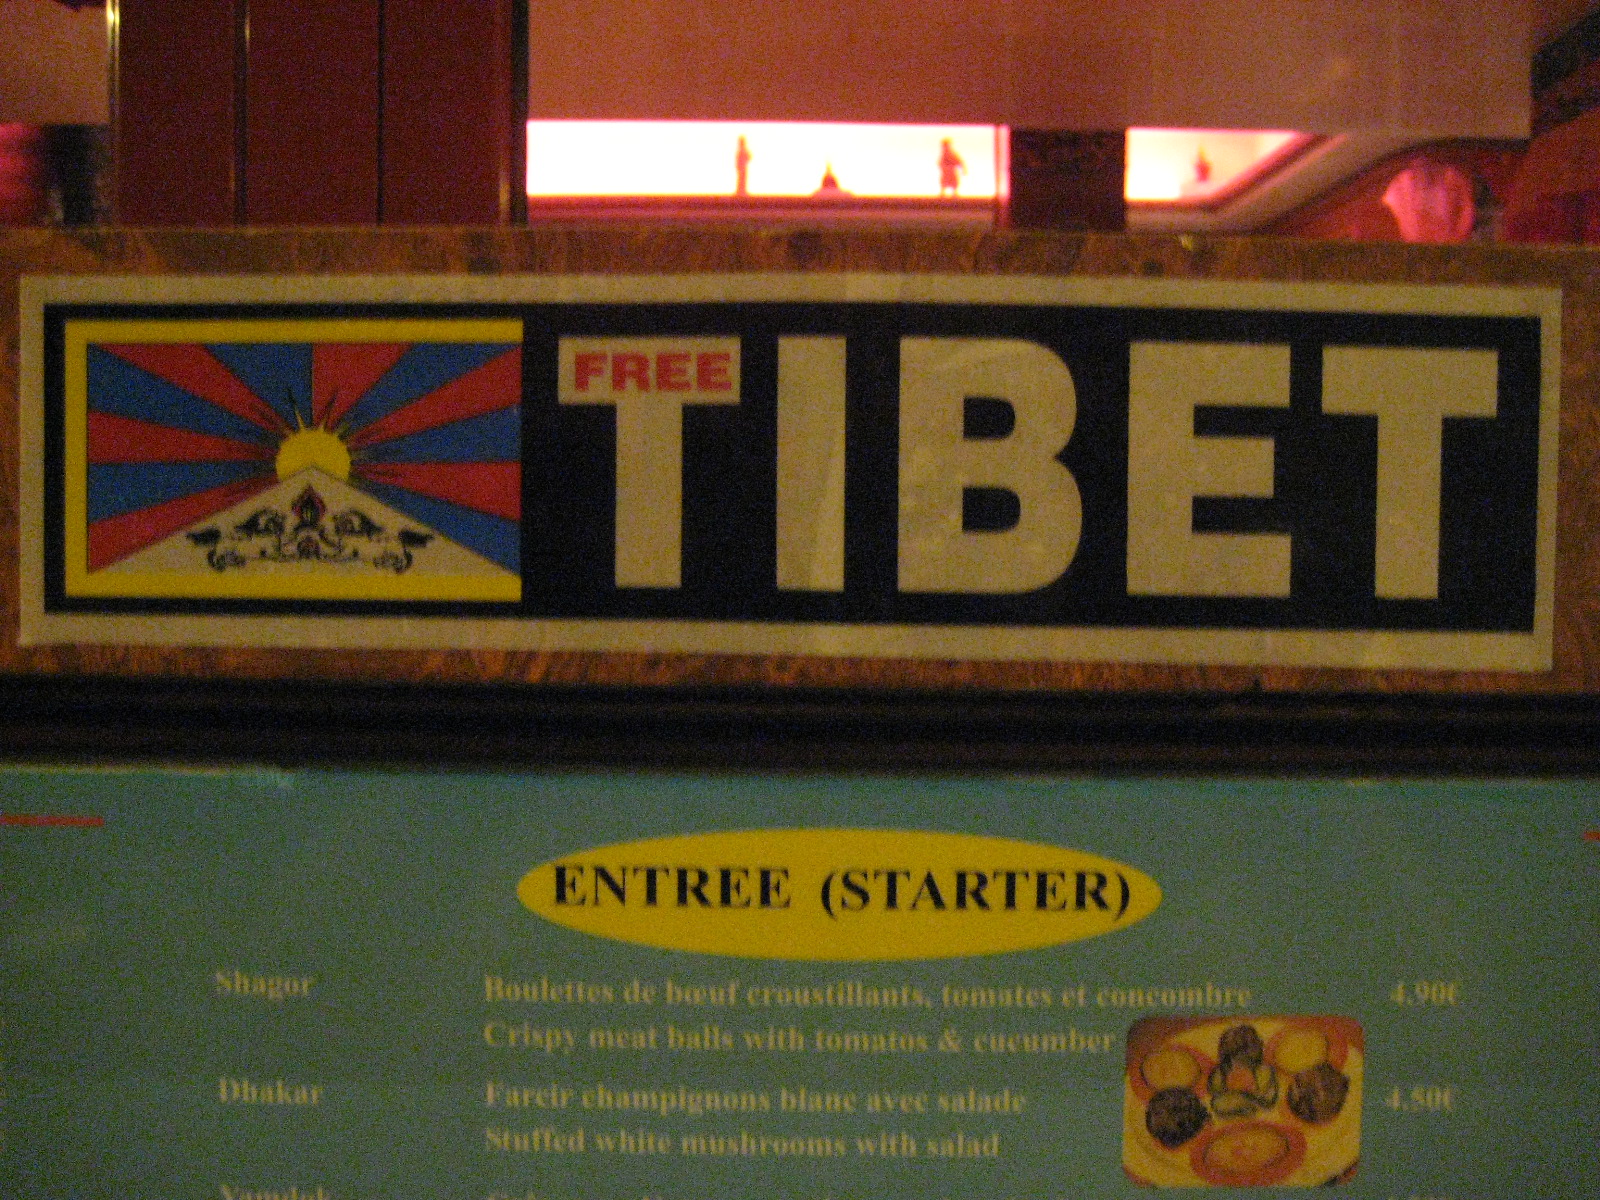 FREE
TIBET
ENTREE (STARTER)
Shagor Boulettes de bœuf croustillants, tomates et concombre 4.90€
Crispy meat balls with tomatos & cucumber
Dhakar Farcir champignons blanc avec salade 4.50€
Stuffed white mushrooms with salad